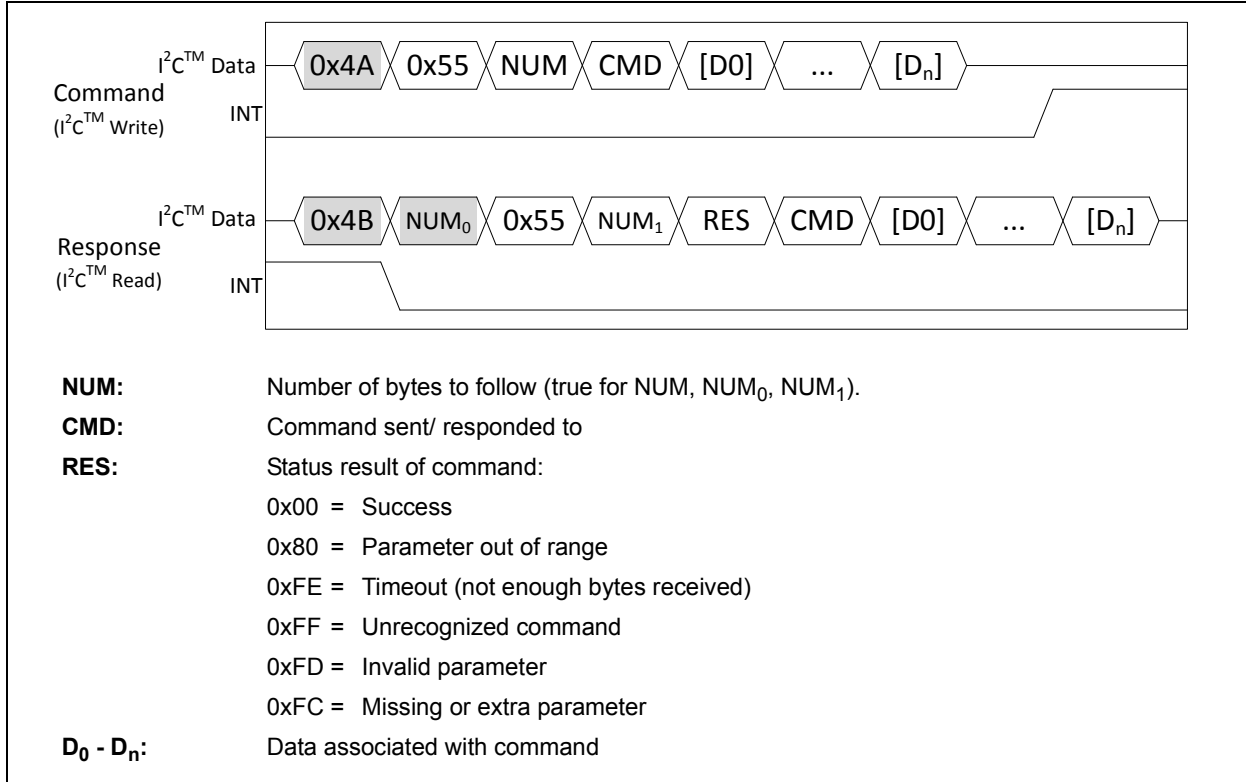 I²C™ Data 0x4A 0x55 NUM CMD [D0] ... [Dₙ]
Command
(I²C™ Write)
INT
I²C™ Data 0x4B NUM₀ 0x55 NUM₁ RES CMD [D0] ... [Dₙ]
Response
(I²C™ Read)
INT
NUM: Number of bytes to follow (true for NUM, NUM₀, NUM₁).
CMD: Command sent/ responded to
RES: Status result of command:
0x00 = Success
0x80 = Parameter out of range
0xFE = Timeout (not enough bytes received)
0xFF = Unrecognized command
0xFD = Invalid parameter
0xFC = Missing or extra parameter
D₀ - Dₙ: Data associated with command